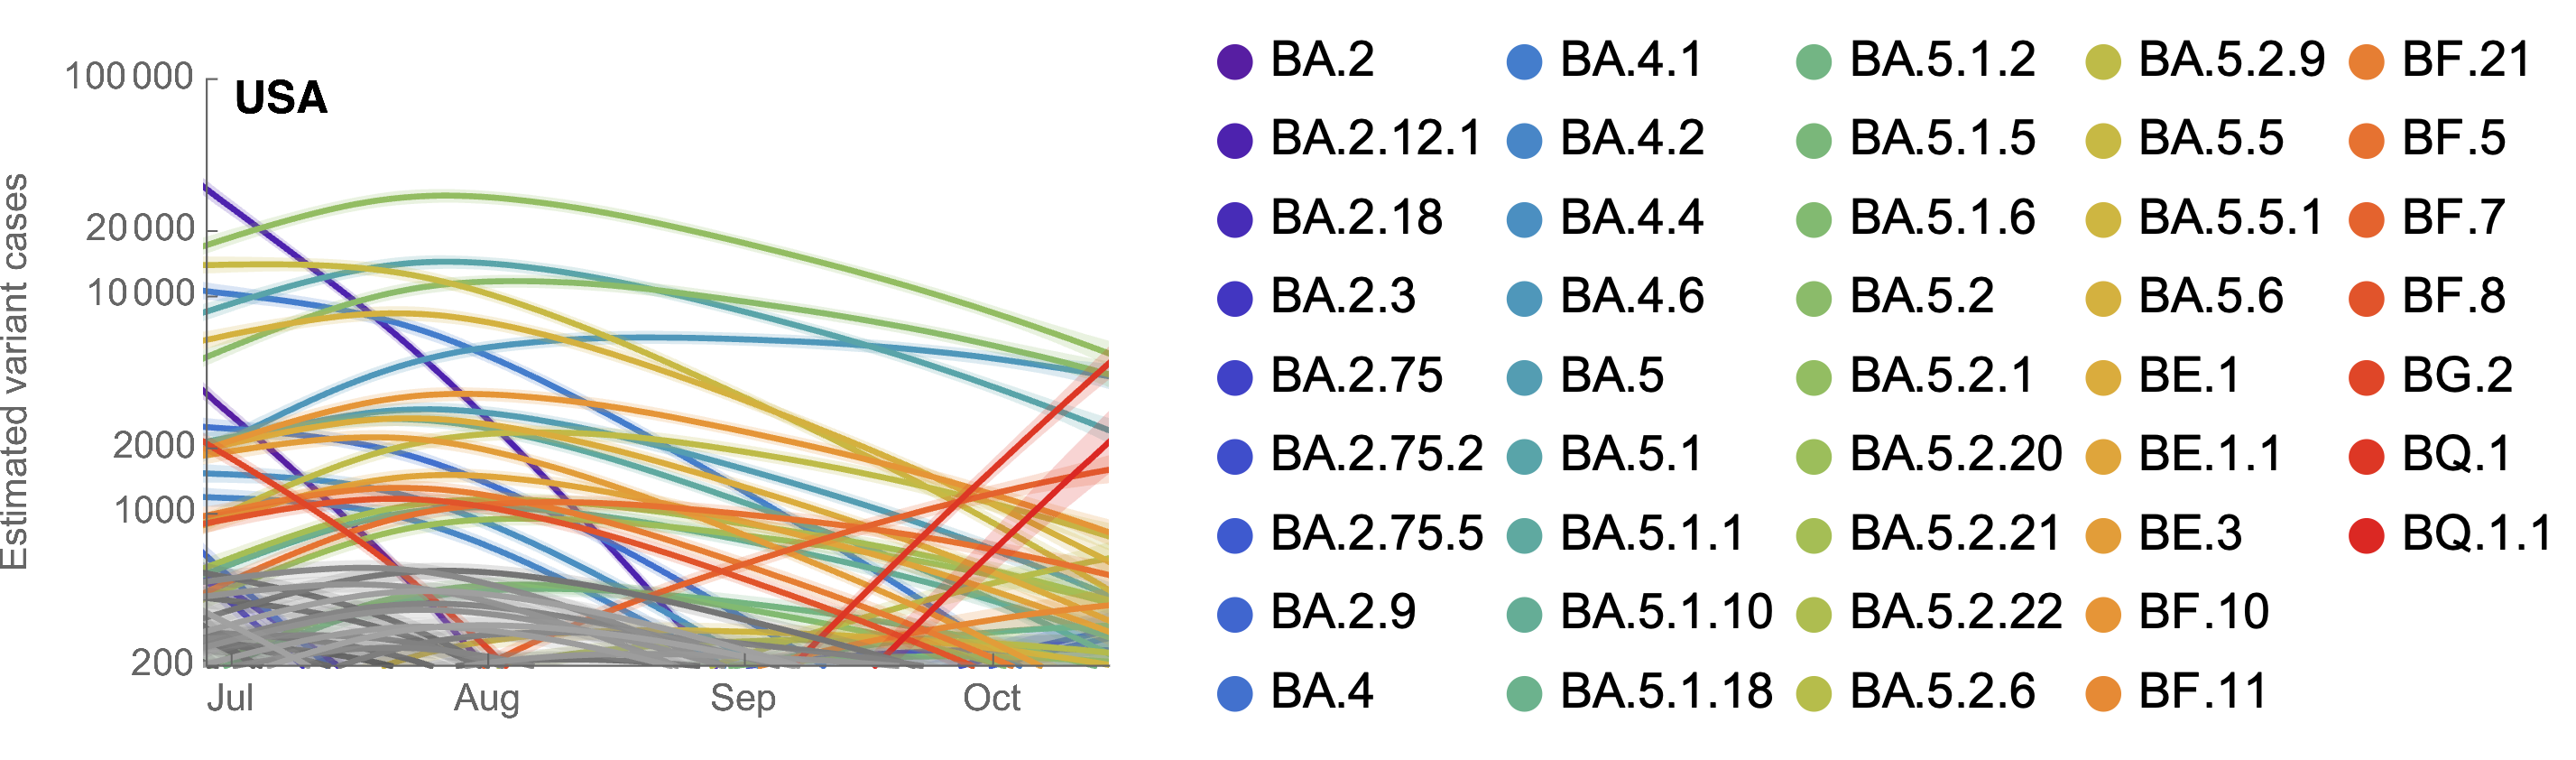 Estimated variant cases
100 000
20 000
10 000
2000
1000
200
USA
Jul Aug Sep Oct
BA.2
BA.2.12.1
BA.2.18
BA.2.3
BA.2.75
BA.2.75.2
BA.2.75.5
BA.2.9
BA.4
BA.4.1
BA.4.2
BA.4.4
BA.4.6
BA.5
BA.5.1
BA.5.1.1
BA.5.1.10
BA.5.1.18
BA.5.1.2
BA.5.1.5
BA.5.1.6
BA.5.2
BA.5.2.1
BA.5.2.20
BA.5.2.21
BA.5.2.22
BA.5.2.6
BA.5.2.9
BA.5.5
BA.5.5.1
BA.5.6
BE.1
BE.1.1
BE.3
BF.10
BF.11
BF.21
BF.5
BF.7
BF.8
BG.2
BQ.1
BQ.1.1